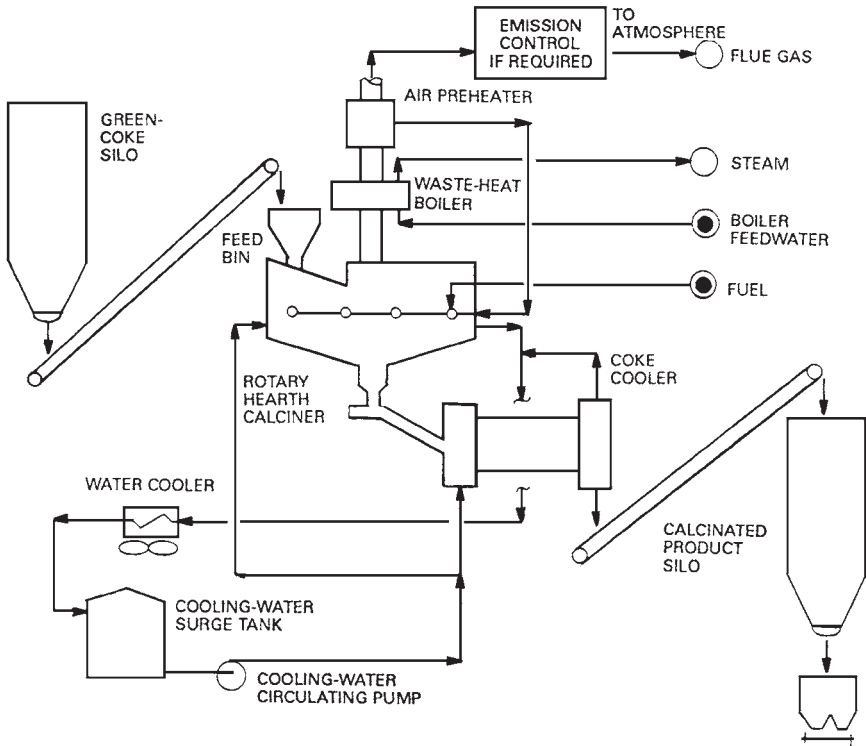 EMISSION
CONTROL
IF REQUIRED
TO
ATMOSPHERE
FLUE GAS
AIR PREHEATER
GREEN-
COKE
SILO
STEAM
WASTE-HEAT
BOILER
FEED
BIN
BOILER
FEEDWATER
FUEL
ROTARY
HEARTH
CALCINER
COKE
COOLER
WATER COOLER
CALCINATED
PRODUCT
SILO
COOLING-WATER
SURGE TANK
COOLING-WATER
CIRCULATING PUMP